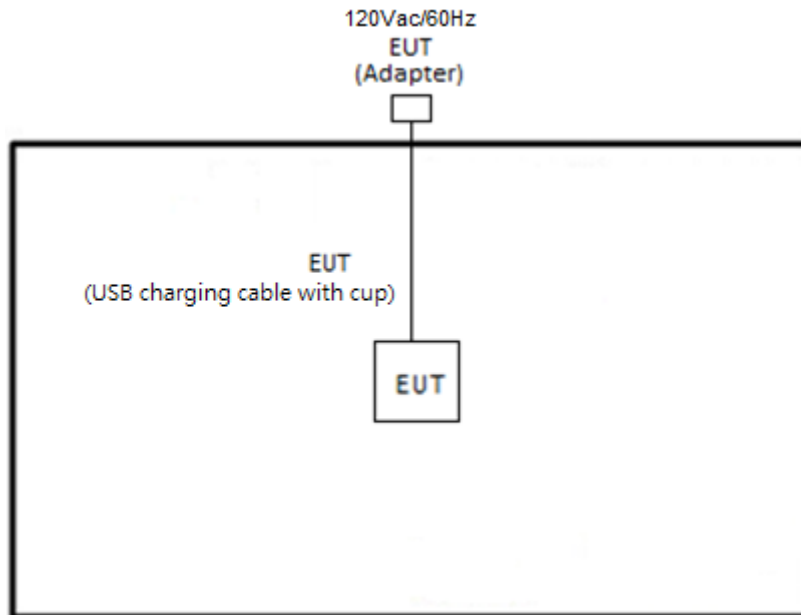 120Vac/60Hz
EUT
(Adapter)
EUT
(USB charging cable with cup)
EUT